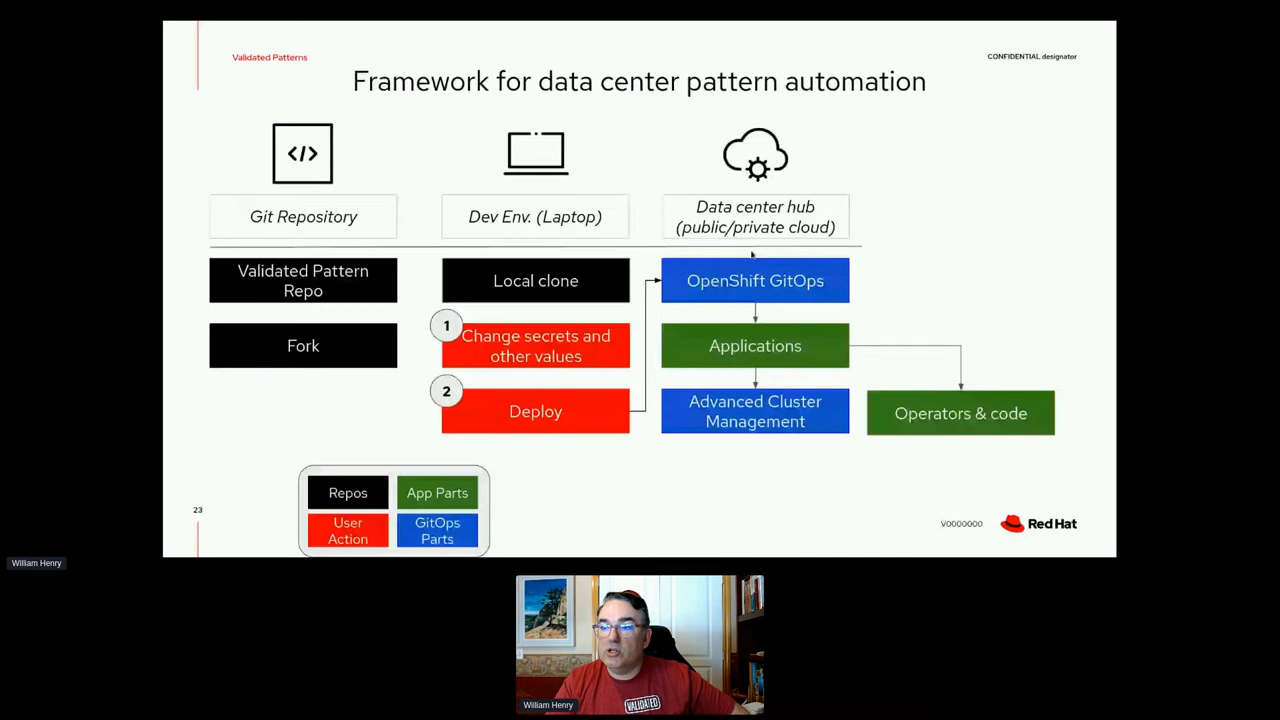 Validated Patterns
CONFIDENTIAL designator
Framework for data center pattern automation
</>
Git Repository
Dev Env. (Laptop)
Data center hub
(public/private cloud)
Validated Pattern
Repo
Local clone
OpenShift GitOps
Fork
1
Change secrets and
other values
Applications
2
Deploy
Advanced Cluster
Management
Operators & code
Repos
App Parts
User
Action
GitOps
Parts
23
V0000000
Red Hat
William Henry
VALIDATED
William Henry